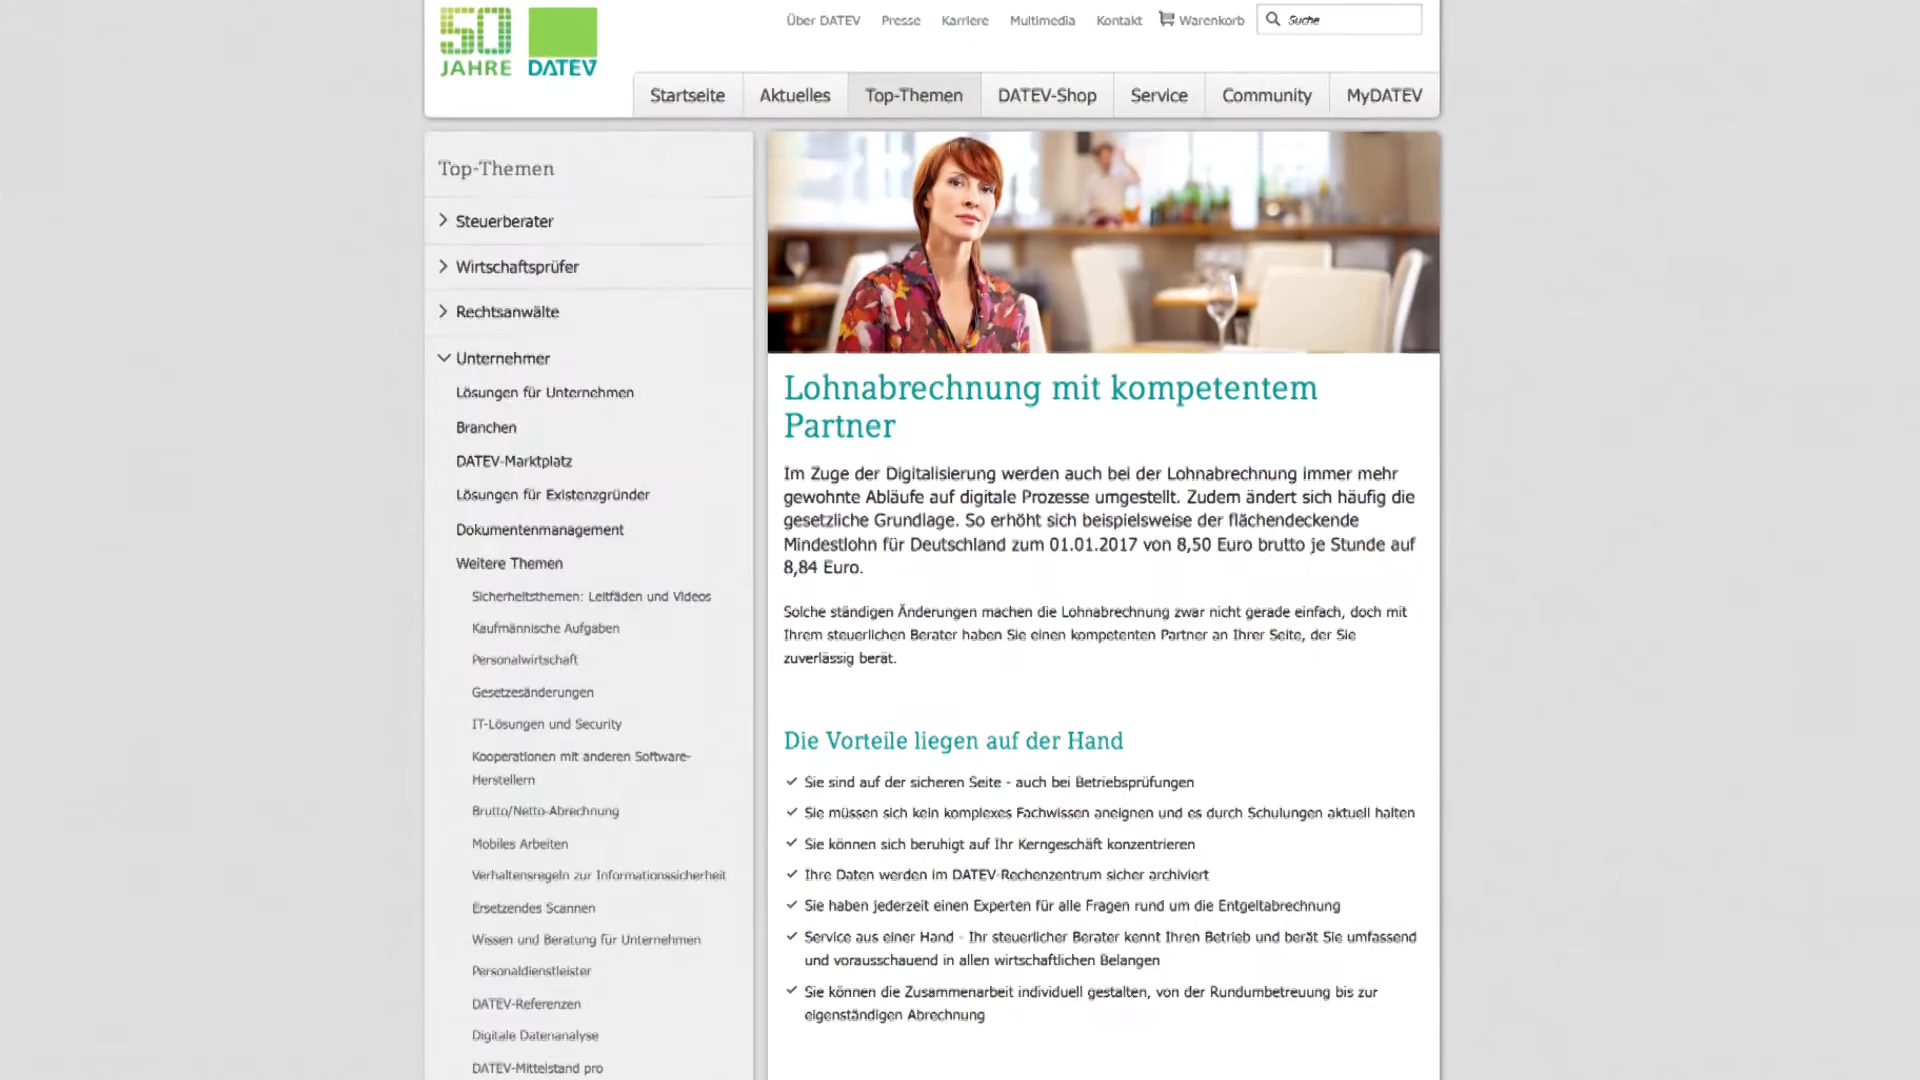 50
JAHRE
DATEV
Über DATEV
Presse
Karriere
Multimedia
Kontakt
Warenkorb
Suche
Startseite
Aktuelles
Top-Themen
DATEV-Shop
Service
Community
MyDATEV
Top-Themen
Steuerberater
Wirtschaftsprüfer
Rechtsanwälte
Unternehmer
Lösungen für Unternehmen
Branchen
DATEV-Marktplatz
Lösungen für Existenzgründer
Dokumentenmanagement
Weitere Themen
Sicherheitsthemen: Leitfäden und Videos
Kaufmännische Aufgaben
Personalwirtschaft
Gesetzesänderungen
IT-Lösungen und Security
Kooperationen mit anderen Software-
Herstellern
Brutto/Netto-Abrechnung
Mobiles Arbeiten
Verhaltensregeln zur Informationssicherheit
Ersetzendes Scannen
Wissen und Beratung für Unternehmen
Personaldienstleister
DATEV-Referenzen
Digitale Datenanalyse
DATEV-Mittelstand pro
Lohnabrechnung mit kompetentem
Partner
Im Zuge der Digitalisierung werden auch bei der Lohnabrechnung immer mehr
gewohnte Abläufe auf digitale Prozesse umgestellt. Zudem ändert sich häufig die
gesetzliche Grundlage. So erhöht sich beispielsweise der flächendeckende
Mindestlohn für Deutschland zum 01.01.2017 von 8,50 Euro brutto je Stunde auf
8,84 Euro.
Solche ständigen Änderungen machen die Lohnabrechnung zwar nicht gerade einfach, doch mit
Ihrem steuerlichen Berater haben Sie einen kompetenten Partner an Ihrer Seite, der Sie
zuverlässig berät.
Die Vorteile liegen auf der Hand
✓ Sie sind auf der sicheren Seite - auch bei Betriebsprüfungen
✓ Sie müssen sich kein komplexes Fachwissen aneignen und es durch Schulungen aktuell halten
✓ Sie können sich beruhigt auf Ihr Kerngeschäft konzentrieren
✓ Ihre Daten werden im DATEV-Rechenzentrum sicher archiviert
✓ Sie haben jederzeit einen Experten für alle Fragen rund um die Entgeltabrechnung
✓ Service aus einer Hand - Ihr steuerlicher Berater kennt Ihren Betrieb und berät Sie umfassend
und vorausschauend in allen wirtschaftlichen Belangen
✓ Sie können die Zusammenarbeit individuell gestalten, von der Rundumbetreuung bis zur
eigenständigen Abrechnung